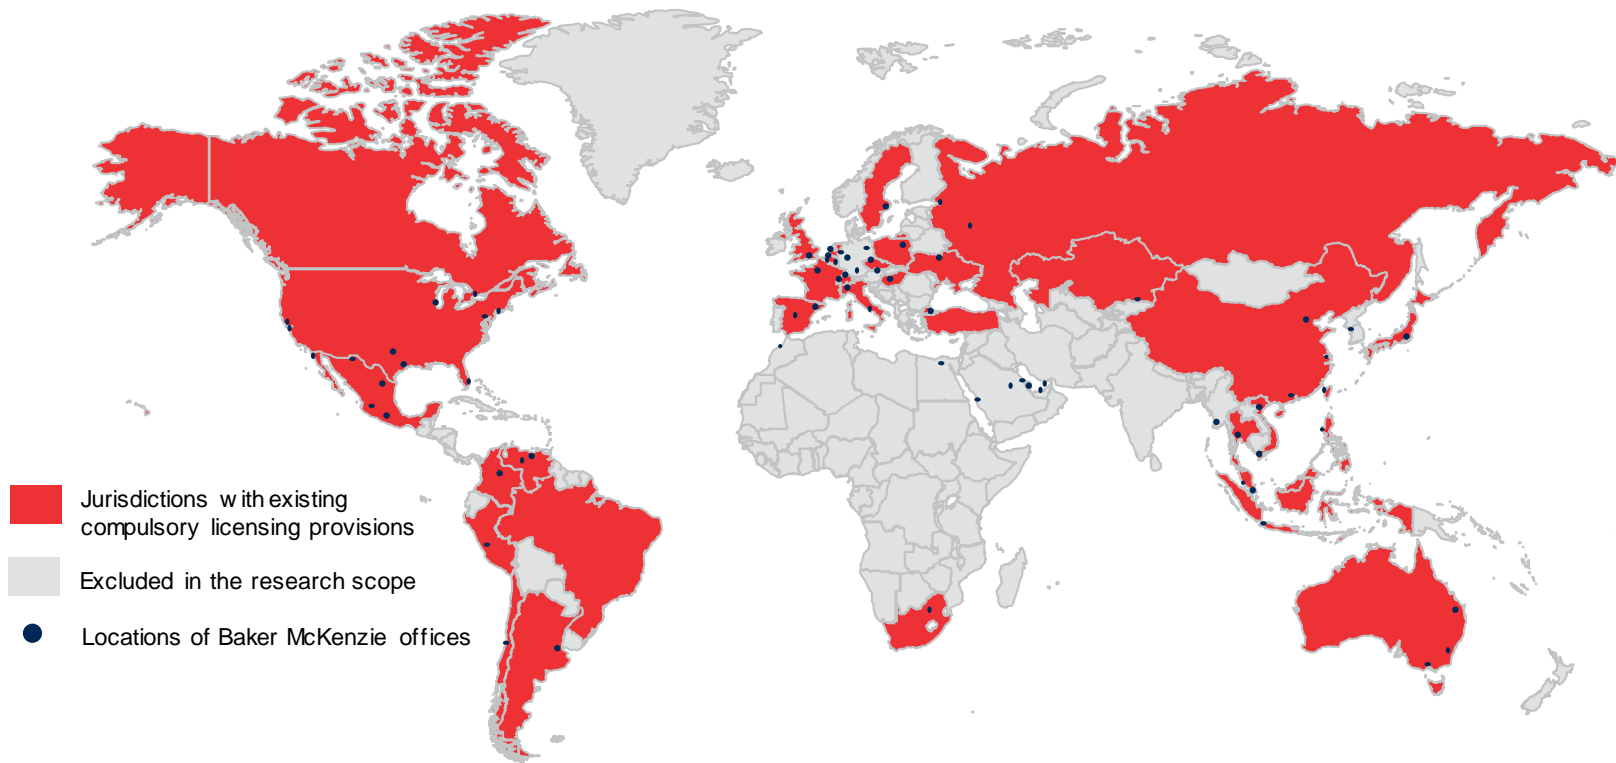 Jurisdictions with existing
compulsory licensing provisions
Excluded in the research scope
Locations of Baker McKenzie offices